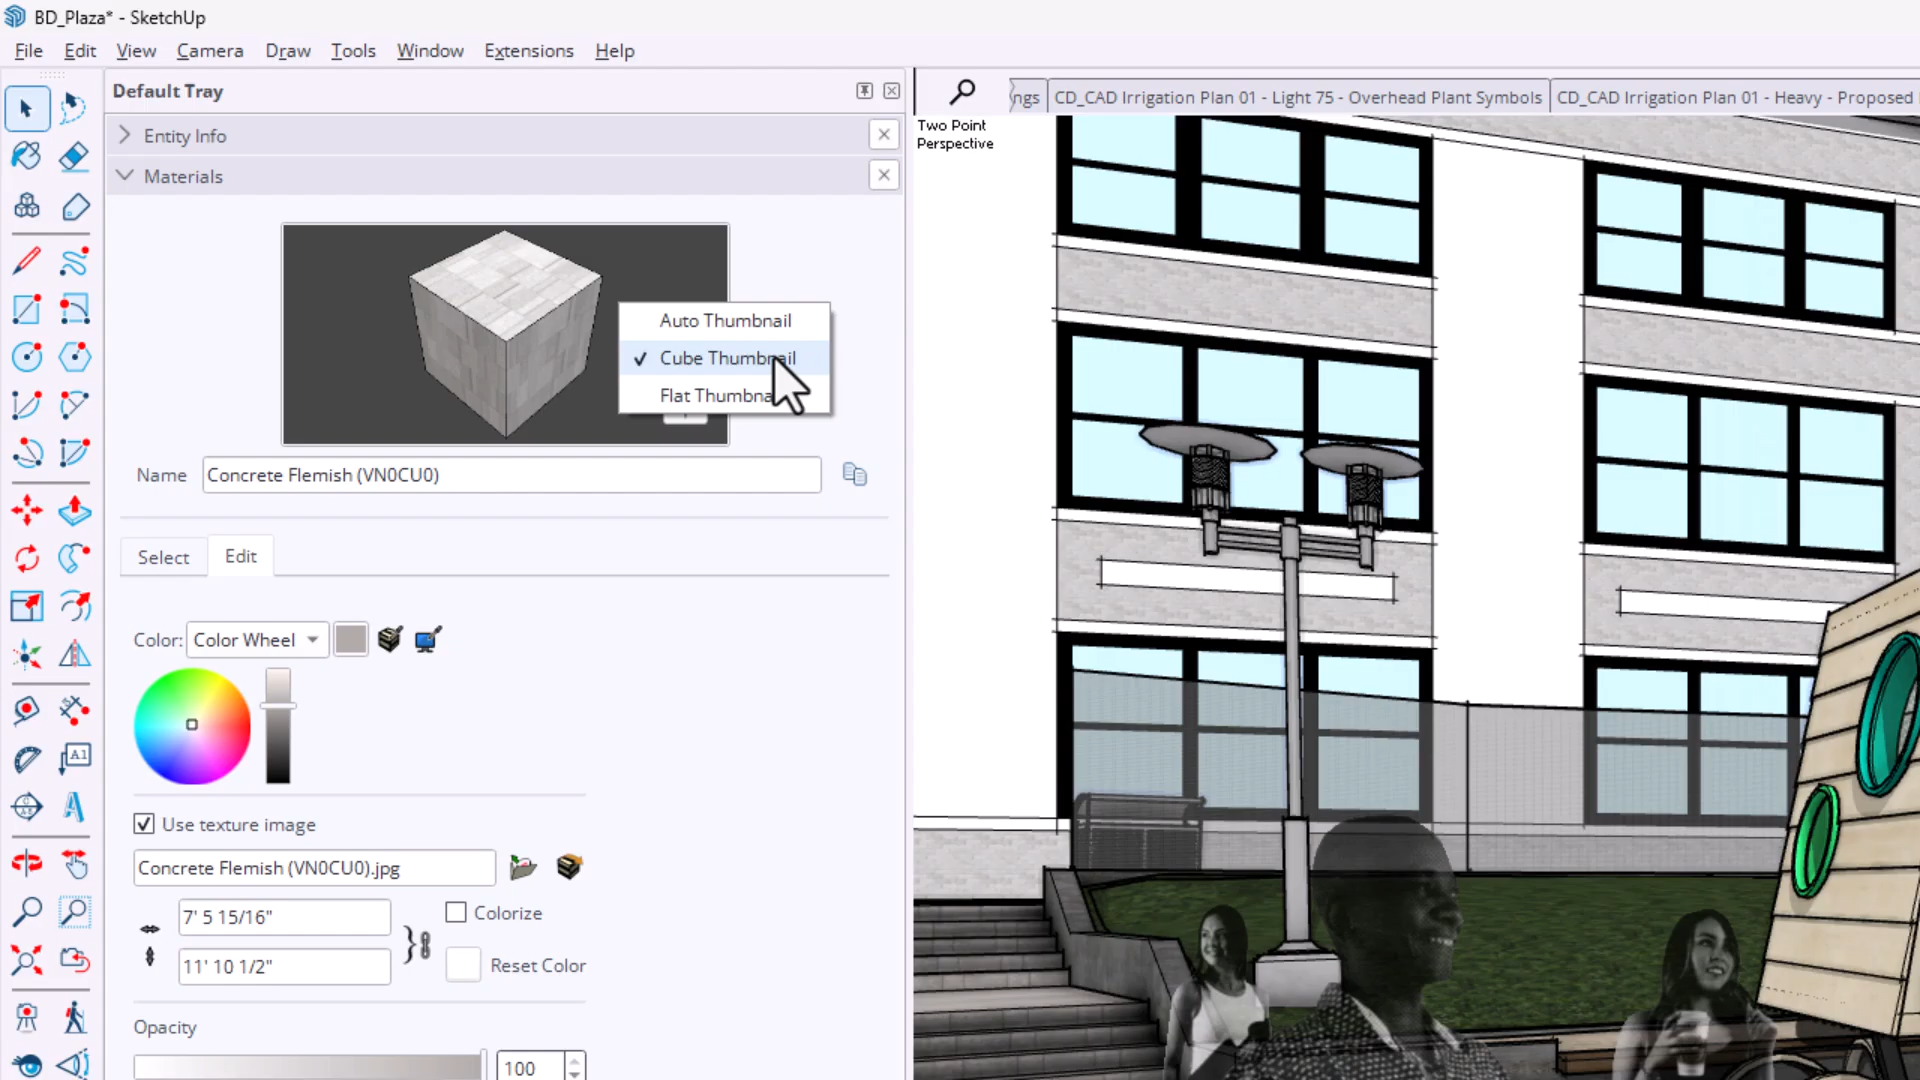 BD_Plaza* - SketchUp
File Edit View Camera Draw Tools Window Extensions Help
Default Tray
ngs
CD_CAD Irrigation Plan 01 - Light 75 - Overhead Plant Symbols
CD_CAD Irrigation Plan 01 - Heavy - Proposed
Two Point
Perspective
Entity Info
Materials
Auto Thumbnail
Cube Thumbnail
Flat Thumbna
Name Concrete Flemish (VN0CU0)
Select Edit
Color: Color Wheel
A1
A
Use texture image
Concrete Flemish (VN0CU0).jpg
7' 5 15/16"
Colorize
11' 10 1/2"
Reset Color
Opacity
100